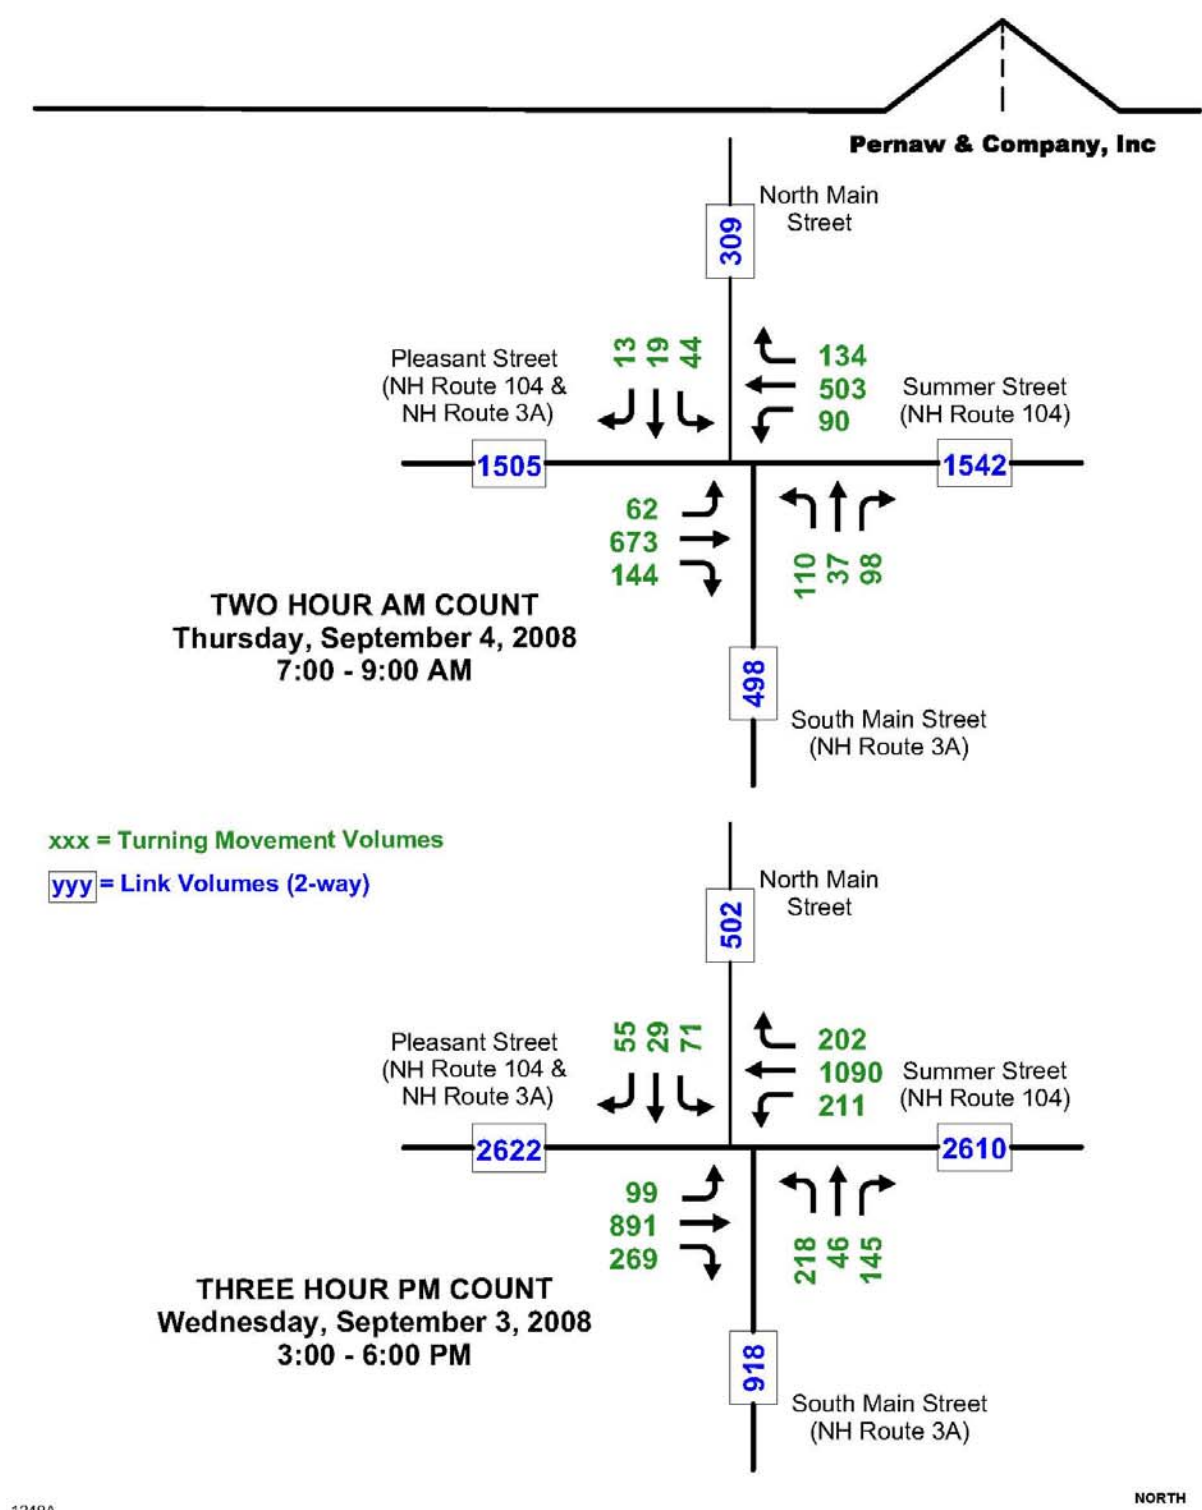 Pernaw & Company, Inc
North Main
Street
309
13
19
44
134
503
90
Pleasant Street
(NH Route 104 &
NH Route 3A)
Summer Street
(NH Route 104)
1505
1542
62
673
144
110
37
98
TWO HOUR AM COUNT
Thursday, September 4, 2008
7:00 - 9:00 AM
498
South Main Street
(NH Route 3A)
xxx = Turning Movement Volumes
yyy = Link Volumes (2-way)
North Main
Street
502
55
29
71
202
1090
211
Pleasant Street
(NH Route 104 &
NH Route 3A)
Summer Street
(NH Route 104)
2622
2610
99
891
269
218
46
145
THREE HOUR PM COUNT
Wednesday, September 3, 2008
3:00 - 6:00 PM
918
South Main Street
(NH Route 3A)
NORTH